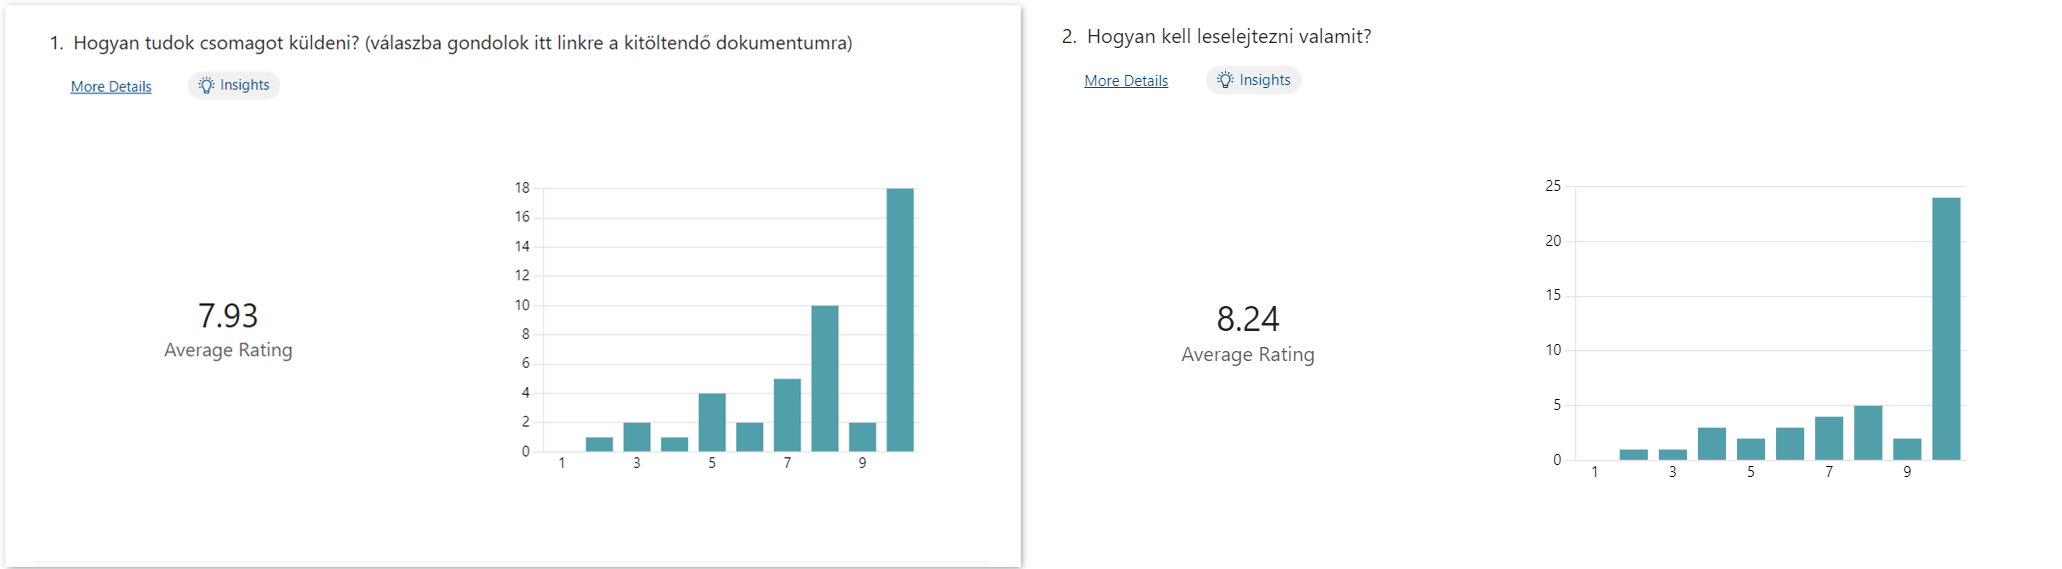 1. Hogyan tudok csomagot küldeni? (válaszba gondolok itt linkre a kitöltendő dokumentumra)
More Details
Insights
7.93
Average Rating
18
16
14
12
10
8
6
4
2
0
1 3 5 7 9
2. Hogyan kell leselejtezni valamit?
More Details
Insights
8.24
Average Rating
25
20
15
10
5
0
1 3 5 7 9